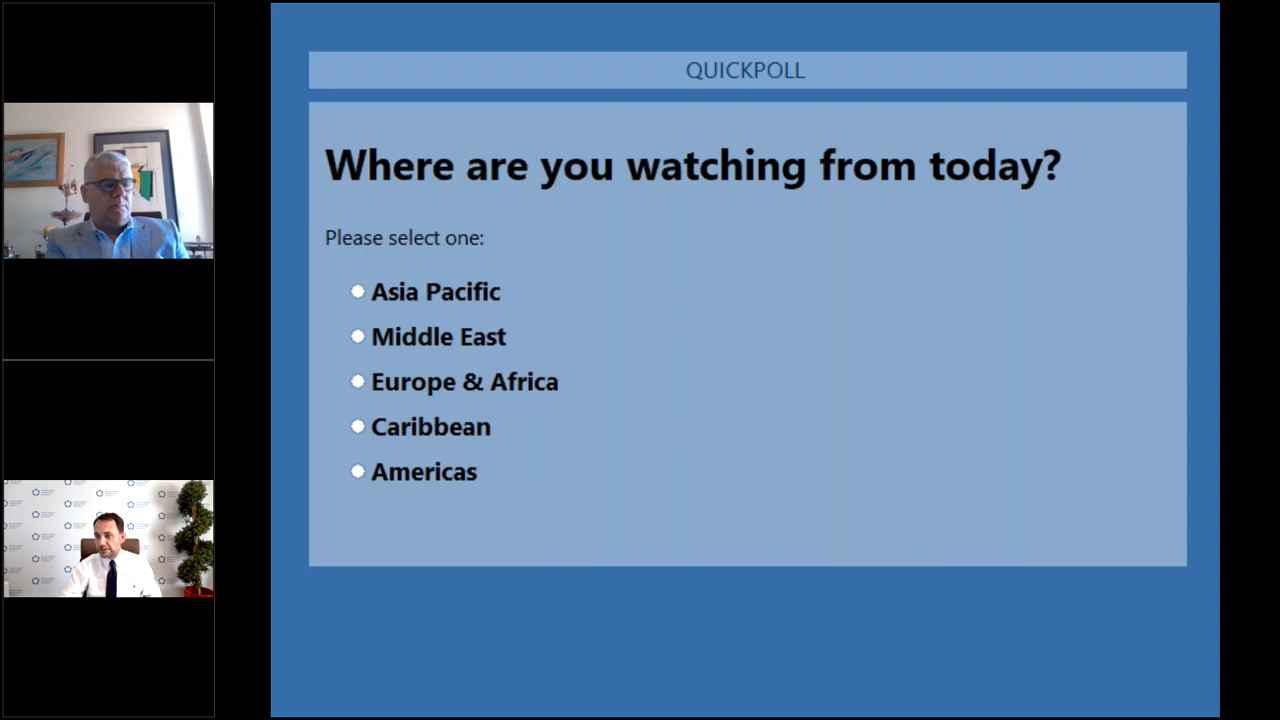 QUICKPOLL
Where are you watching from today?
Please select one:
Asia Pacific
Middle East
Europe & Africa
Caribbean
Americas